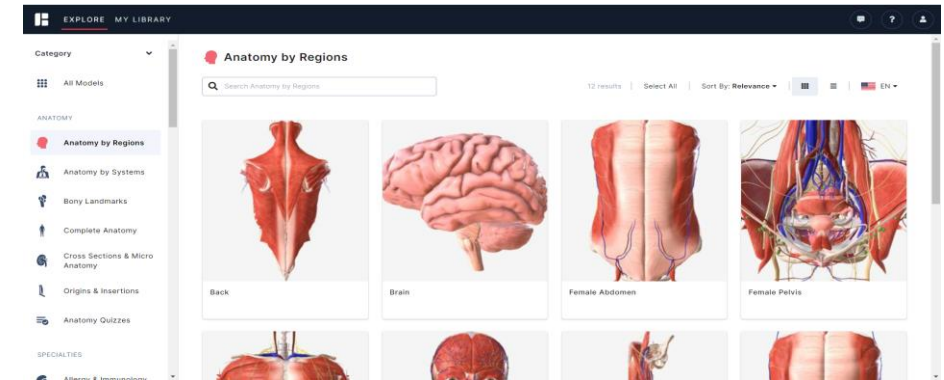 EXPLORE MY LIBRARY
?
Category
Anatomy by Regions
All Models
Search Anatomy by Regions
12 results
Select All
Sort By: Relevance
EN
ANATOMY
Anatomy by Regions
Anatomy by Systems
Bony Landmarks
Complete Anatomy
Cross Sections & Micro
Anatomy
Origins & Insertions
Anatomy Quizzes
SPECIALTIES
Allergy & Immunology
Back
Brain
Female Abdomen
Female Pelvis